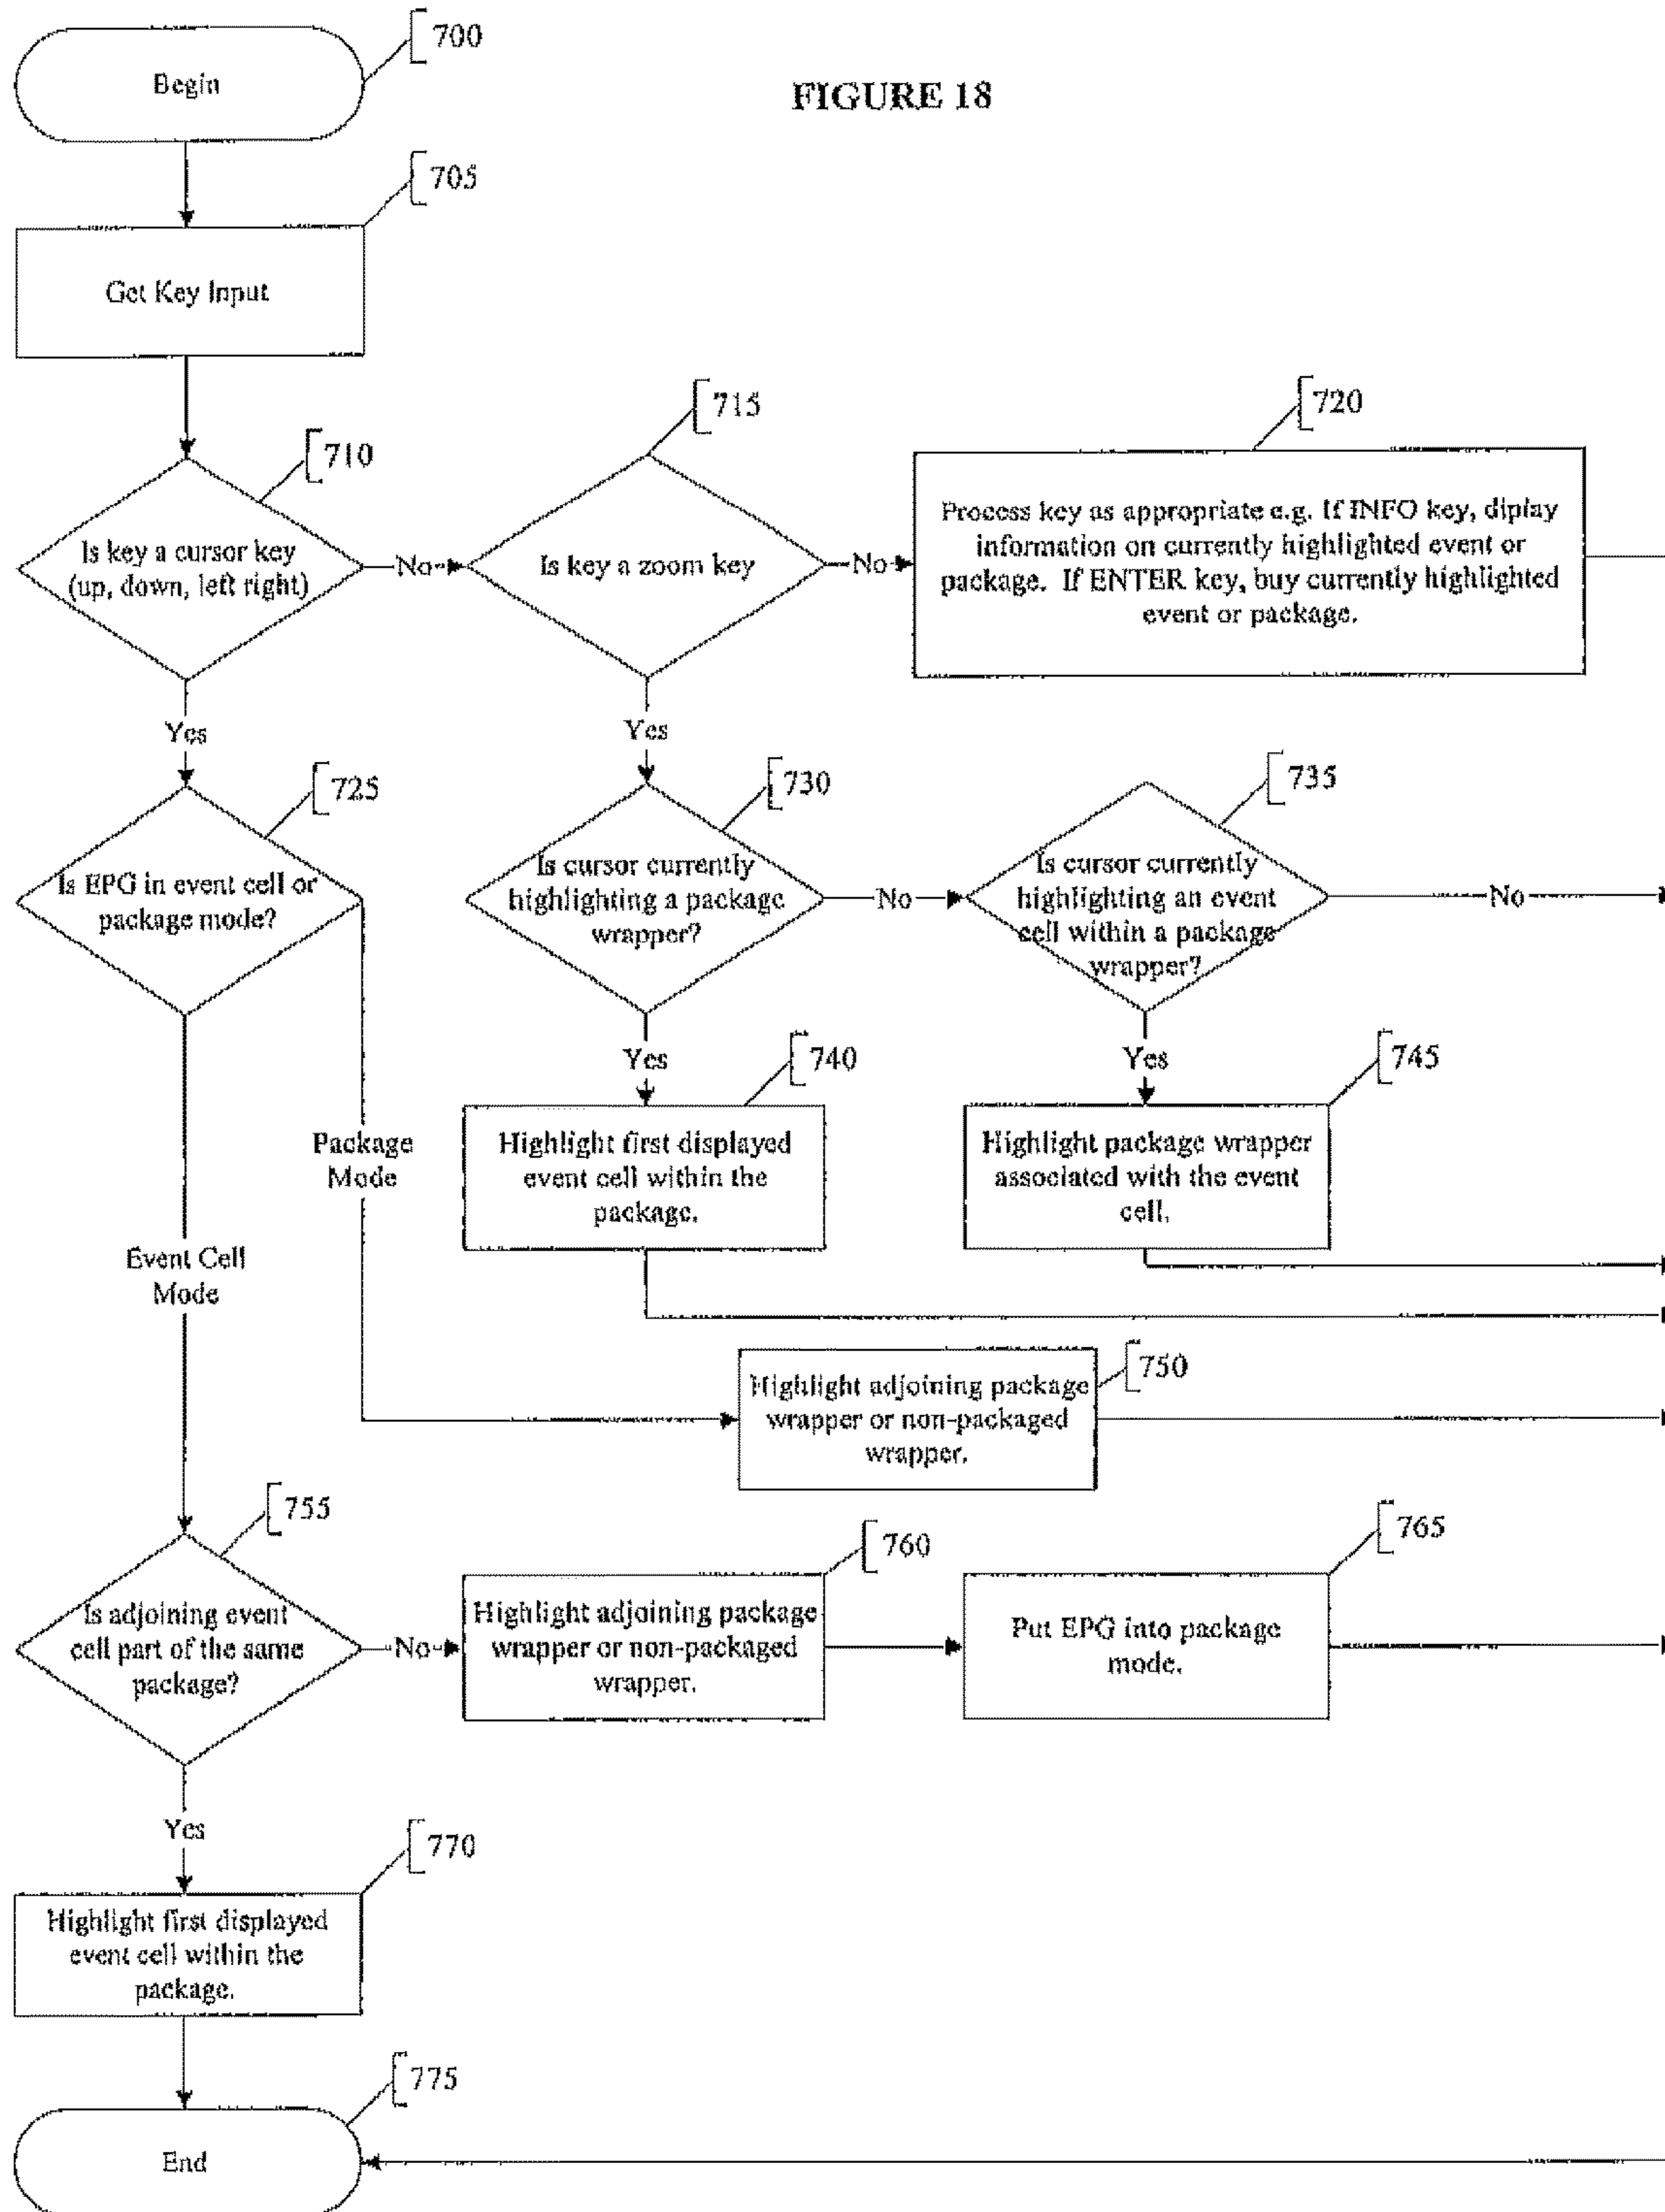 700
Begin
FIGURE 18
705
Get Key Input
710
715
720
Is key a cursor key
(up, down, left right)
No
Is key a zoom key
No
Process key as appropriate e.g. If INFO key, diplay
information on currently highlighted event or
package. If ENTER key, buy currently highlighted
event or package.
Yes
Yes
725
730
735
Is EPG in event cell or
package mode?
Is cursor currently
highlighting a package
wrapper?
No
Is cursor currently
highlighting an event
cell within a package
wrapper?
No
Yes
740
Yes
745
Package
Mode
Highlight first displayed
event cell within the
package.
Highlight package wrapper
associated with the event
cell.
Event Cell
Mode
750
Highlight adjoining package
wrapper or non-packaged
wrapper.
755
760
765
Is adjoining event
cell part of the same
package?
No
Highlight adjoining package
wrapper or non-packaged
wrapper.
Put EPG into package
mode.
Yes
770
Highlight first displayed
event cell within the
package.
775
End